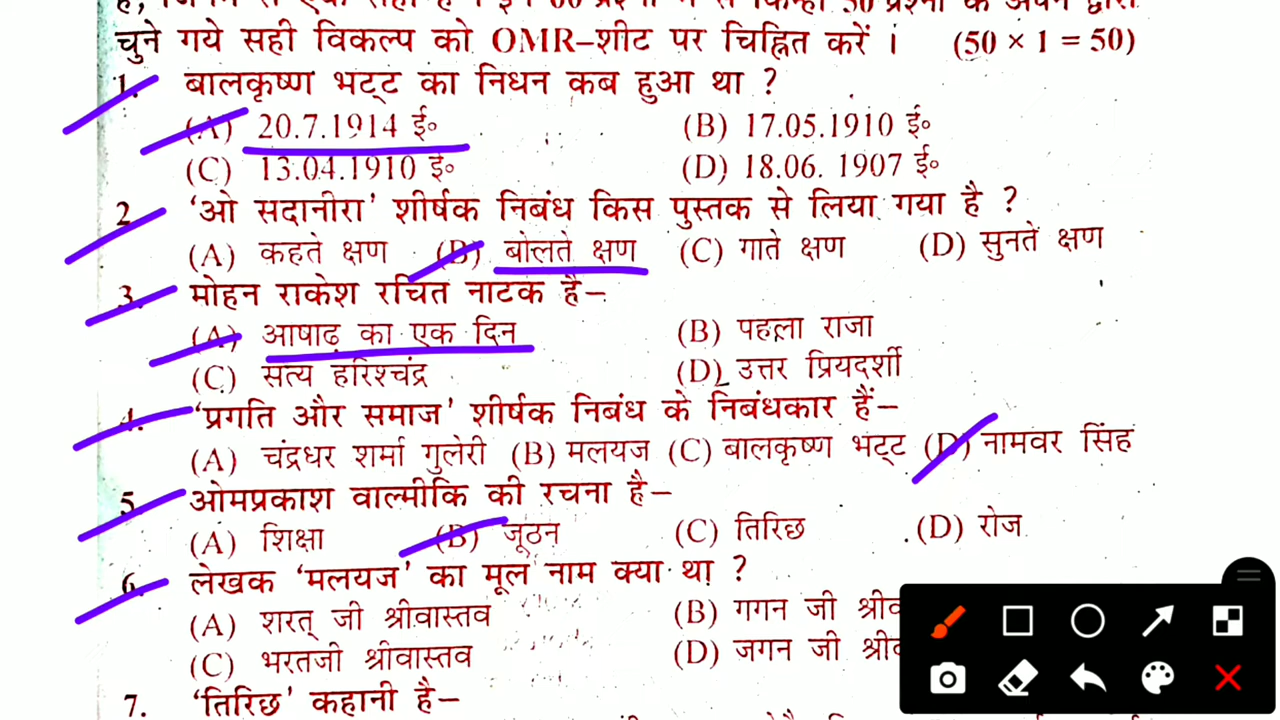 चुने गये सही विकल्प को OMR–शीट पर चिह्नित करें । (50 × 1 = 50)
1. बालकृष्ण भट्ट का निधन कब हुआ था ?
(A) 20.7.1914 ई० (B) 17.05.1910 ई०
(C) 13.04.1910 ई० (D) 18.06. 1907 ई०
2. ‘ओ सदानीरा’ शीर्षक निबंध किस पुस्तक से लिया गया है ?
(A) कहते क्षण (B) बोलते क्षण (C) गाते क्षण (D) सुनते क्षण
3. मोहन राकेश रचित नाटक है–
(A) आषाढ़ का एक दिन (B) पहला राजा
(C) सत्य हरिश्चंद्र (D) उत्तर प्रियदर्शी
4. ‘प्रगति और समाज’ शीर्षक निबंध के निबंधकार हैं–
(A) चंद्रधर शर्मा गुलेरी (B) मलयज (C) बालकृष्ण भट्ट (D) नामवर सिंह
5. ओमप्रकाश वाल्मीकि की रचना है–
(A) शिक्षा (B) जूठन (C) तिरिछ (D) रोज
6. लेखक ‘मलयज’ का मूल नाम क्या था ?
(A) शरत् जी श्रीवास्तव (B) गगन जी
(C) भरतजी श्रीवास्तव (D) जगन जी
7. ‘तिरिछ’ कहानी है–